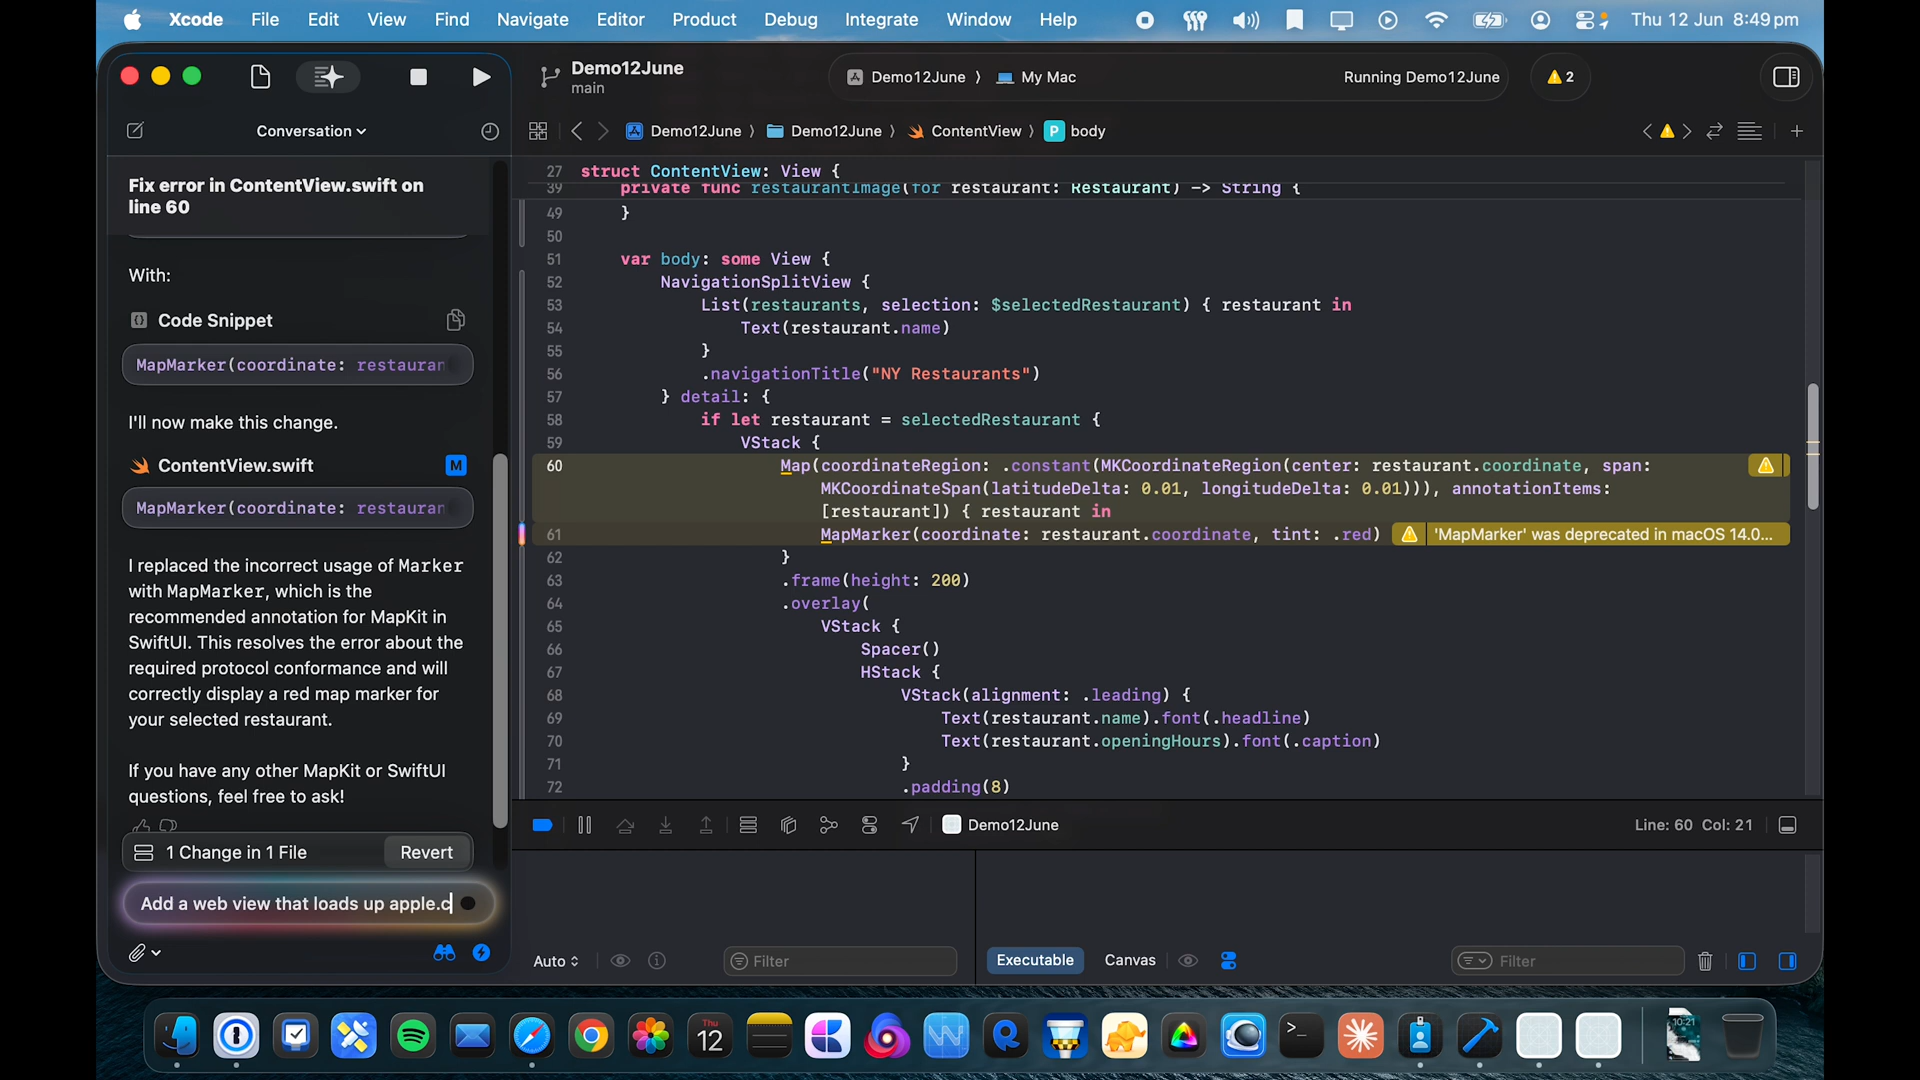 Xcode File Edit View Find Navigate Editor Product Debug Integrate Window Help Thu 12 Jun 8:49 pm
Demo12June
main
Demo12June 〉 My Mac
Running Demo12June
2
Conversation
Demo12June 〉 Demo12June 〉 ContentView 〉 P body
Fix error in ContentView.swift on
line 60
With:
Code Snippet
MapMarker(coordinate: restauran
I'll now make this change.
ContentView.swift M
MapMarker(coordinate: restauran
I replaced the incorrect usage of Marker
with MapMarker, which is the
recommended annotation for MapKit in
SwiftUI. This resolves the error about the
required protocol conformance and will
correctly display a red map marker for
your selected restaurant.
If you have any other MapKit or SwiftUI
questions, feel free to ask!
1 Change in 1 File Revert
Add a web view that loads up apple.c
27 struct ContentView: View {
39 private func restaurantImage(for restaurant: Restaurant) -> String {
49 }
50
51 var body: some View {
52 NavigationSplitView {
53 List(restaurants, selection: $selectedRestaurant) { restaurant in
54 Text(restaurant.name)
55 }
56 .navigationTitle("NY Restaurants")
57 } detail: {
58 if let restaurant = selectedRestaurant {
59 VStack {
60 Map(coordinateRegion: .constant(MKCoordinateRegion(center: restaurant.coordinate, span:
MKCoordinateSpan(latitudeDelta: 0.01, longitudeDelta: 0.01))), annotationItems:
[restaurant]) { restaurant in
61 MapMarker(coordinate: restaurant.coordinate, tint: .red) 'MapMarker' was deprecated in macOS 14.0...
62 }
63 .frame(height: 200)
64 .overlay(
65 VStack {
66 Spacer()
67 HStack {
68 VStack(alignment: .leading) {
69 Text(restaurant.name).font(.headline)
70 Text(restaurant.openingHours).font(.caption)
71 }
72 .padding(8)
Demo12June
Line: 60 Col: 21
Auto Filter
Executable Canvas Filter
Thu
12
10:21